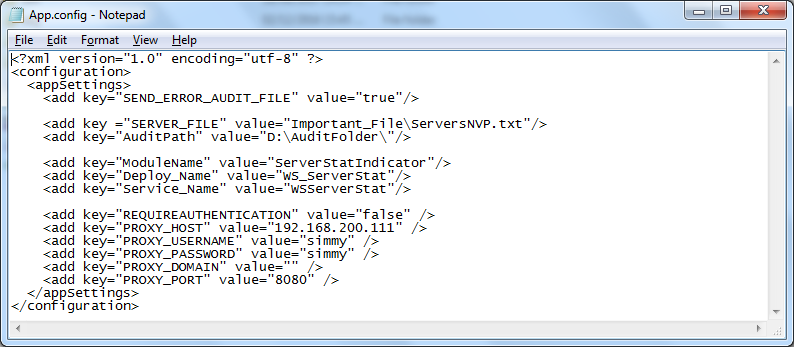 App.config - Notepad
File Edit Format View Help
<?xml version="1.0" encoding="utf-8" ?>
<configuration>
  <appSettings>
    <add key="SEND_ERROR_AUDIT_FILE" value="true"/>

    <add key ="SERVER_FILE" value="Important_File\ServersNVP.txt"/>
    <add key="AuditPath" value="D:\AuditFolder\"/>

    <add key="ModuleName" value="ServerStatIndicator"/>
    <add key="Deploy_Name" value="WS_ServerStat"/>
    <add key="Service_Name" value="WSServerStat"/>

    <add key="REQUIREAUTHENTICATION" value="false" />
    <add key="PROXY_HOST" value="192.168.200.111" />
    <add key="PROXY_USERNAME" value="simmy" />
    <add key="PROXY_PASSWORD" value="simmy" />
    <add key="PROXY_DOMAIN" value="" />
    <add key="PROXY_PORT" value="8080" />
  </appSettings>
</configuration>